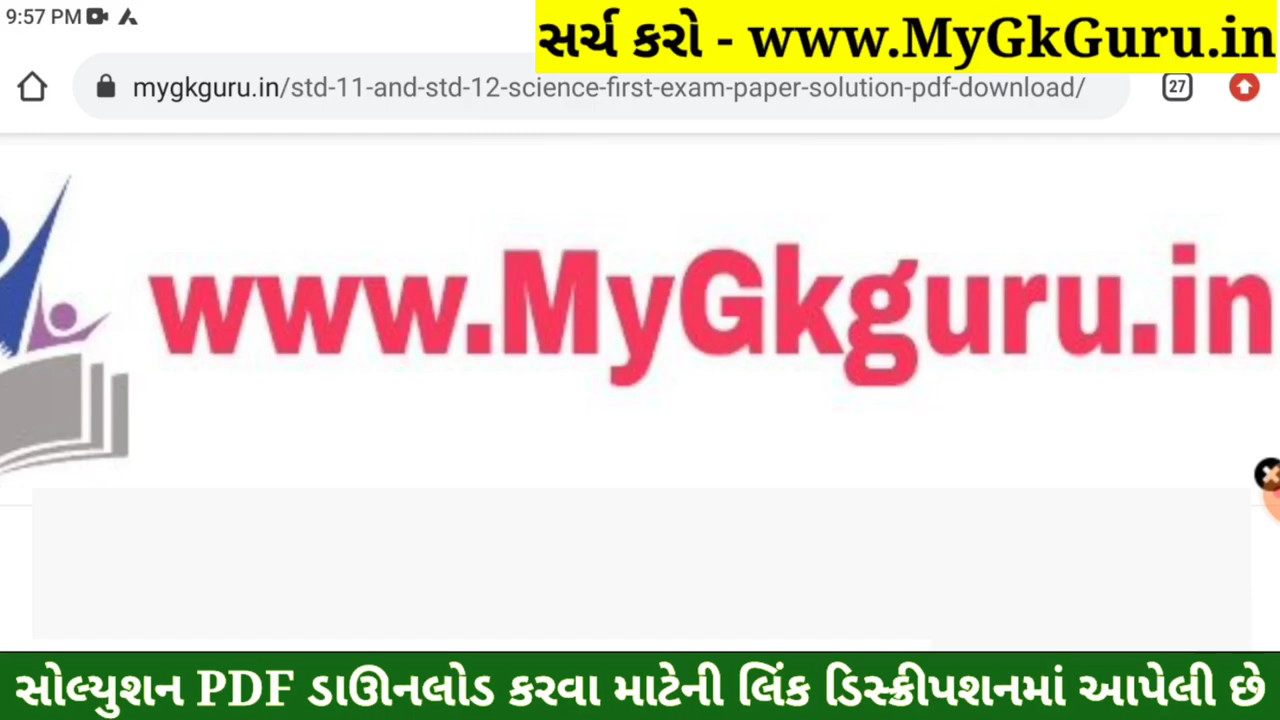 9:57 PM
સર્ચ કરો - www.MyGkGuru.in
mygkguru.in/std-11-and-std-12-science-first-exam-paper-solution-pdf-download/
27
www.MyGkguru.in
સોલ્યુશન PDF ડાઊનલોડ કરવા માટેની લિંક ડિસ્ક્રીપશનમાં આપેલી છે